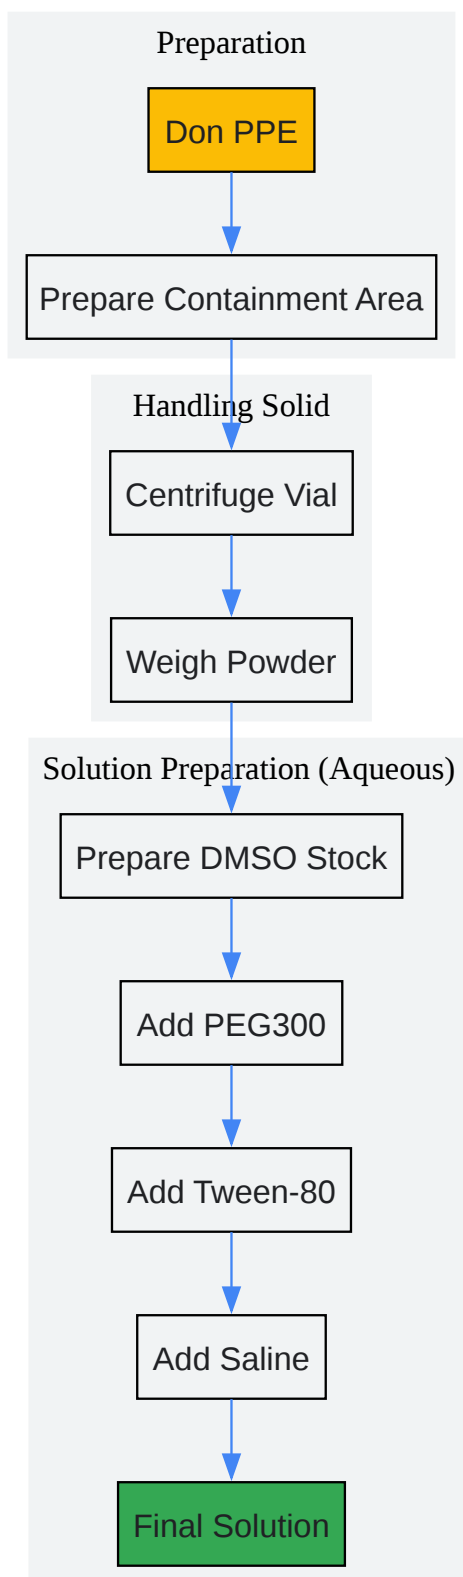 Preparation
Don PPE
Prepare Containment Area
Handling Solid
Centrifuge Vial
Weigh Powder
Solution Preparation (Aqueous)
Prepare DMSO Stock
Add PEG300
Add Tween-80
Add Saline
Final Solution